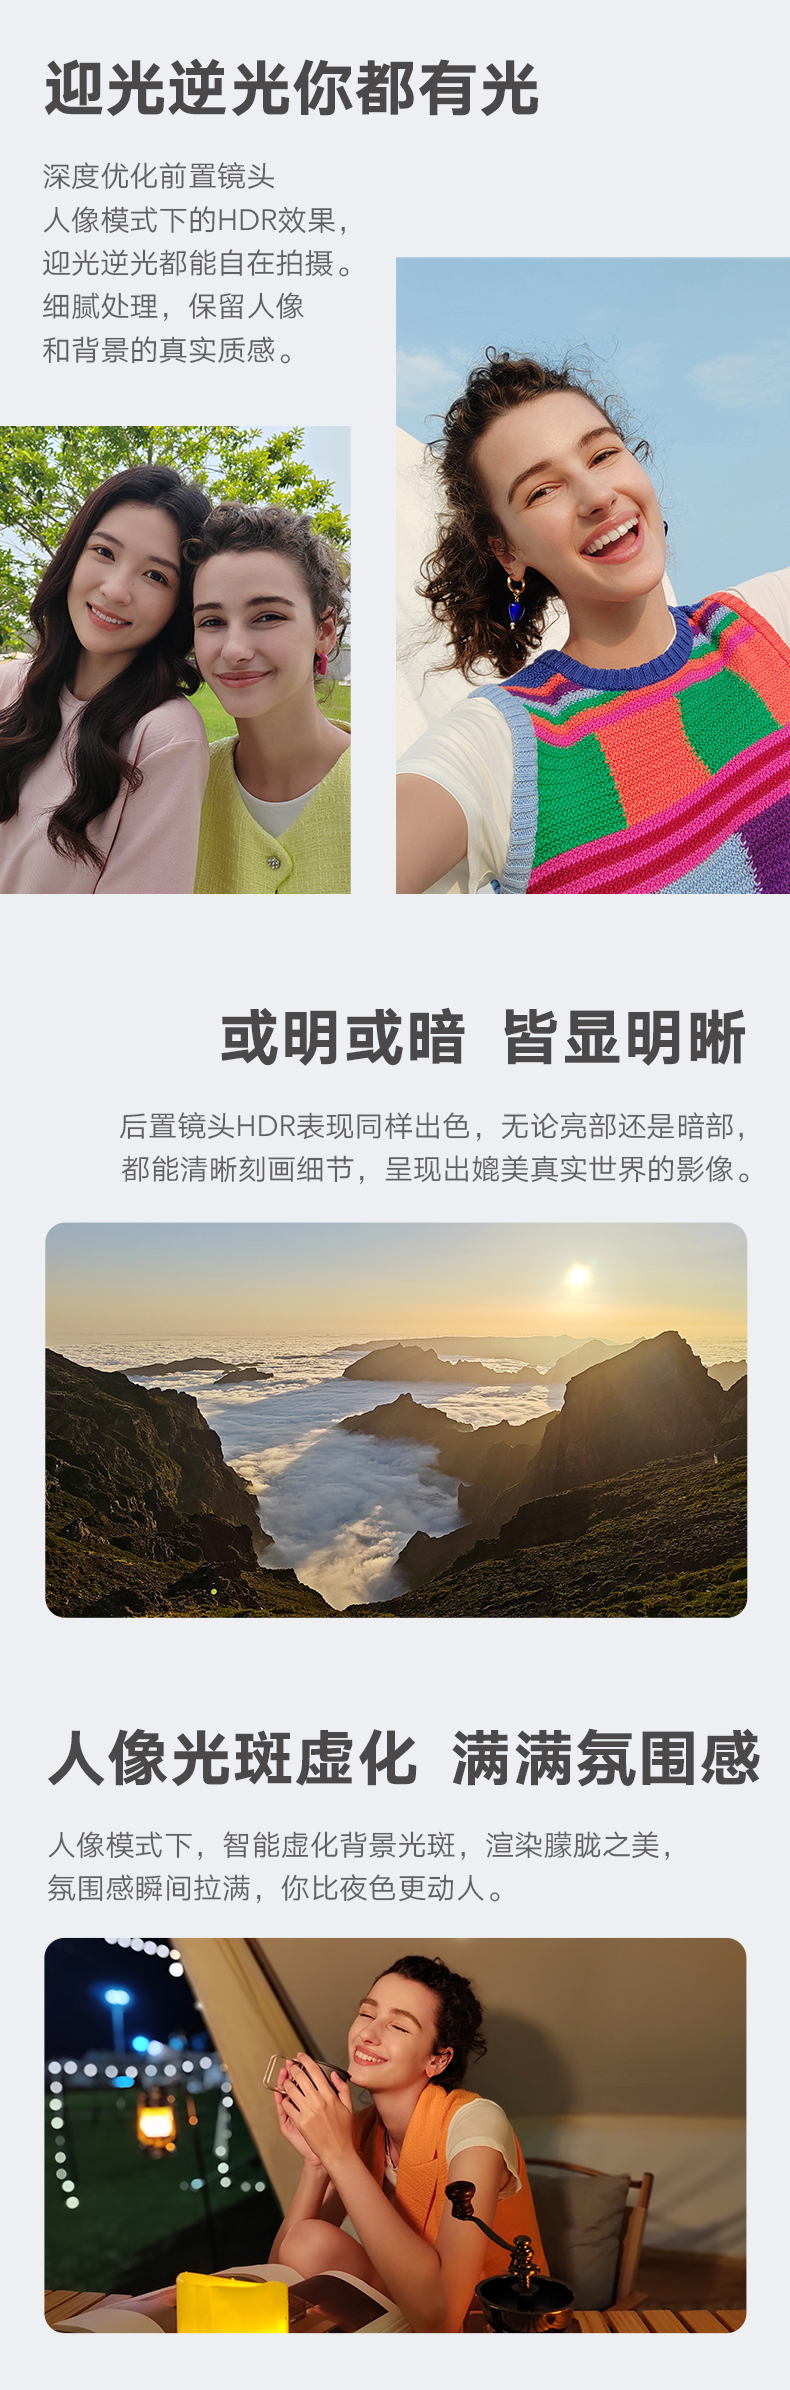 迎光逆光你都有光
深度优化前置镜头
人像模式下的HDR效果，
迎光逆光都能自在拍摄。
细腻处理，保留人像
和背景的真实质感。
或明或暗 皆显明晰
后置镜头HDR表现同样出色，无论亮部还是暗部，
都能清晰刻画细节，呈现出媲美真实世界的影像。
人像光斑虚化 满满氛围感
人像模式下，智能虚化背景光斑，渲染朦胧之美，
氛围感瞬间拉满，你比夜色更动人。